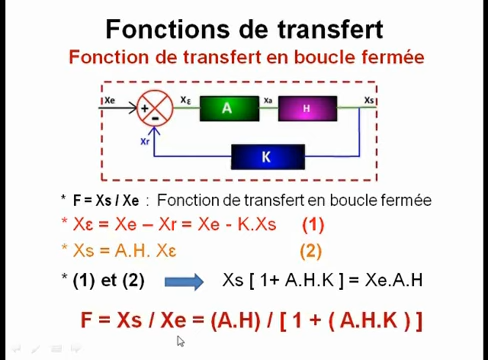 Fonctions de transfert
Fonction de transfert en boucle fermée
Xe + - Xε A Xa H Xs
Xr K
* F = Xs / Xe : Fonction de transfert en boucle fermée
* Xε = Xe – Xr = Xe - K.Xs (1)
* Xs = A.H. Xε (2)
* (1) et (2) Xs [ 1+ A.H.K ] = Xe.A.H
F = Xs / Xe = (A.H) / [ 1 + ( A.H.K ) ]